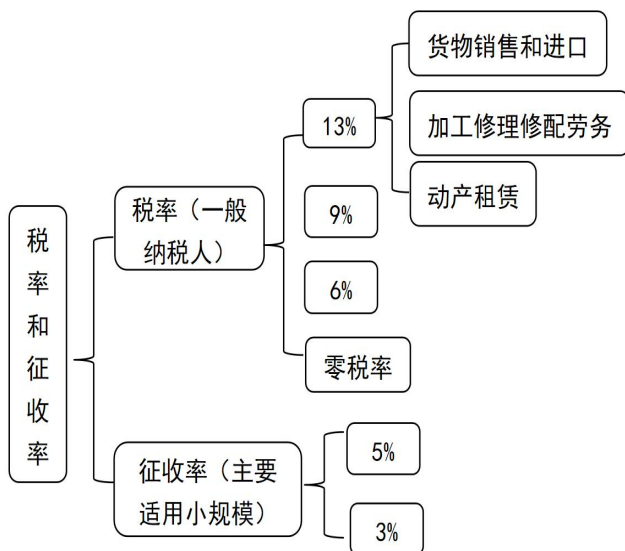 税率和征收率
税率（一般
纳税人）
13%
货物销售和进口
加工修理修配劳务
动产租赁
9%
6%
零税率
征收率（主要
适用小规模）
5%
3%